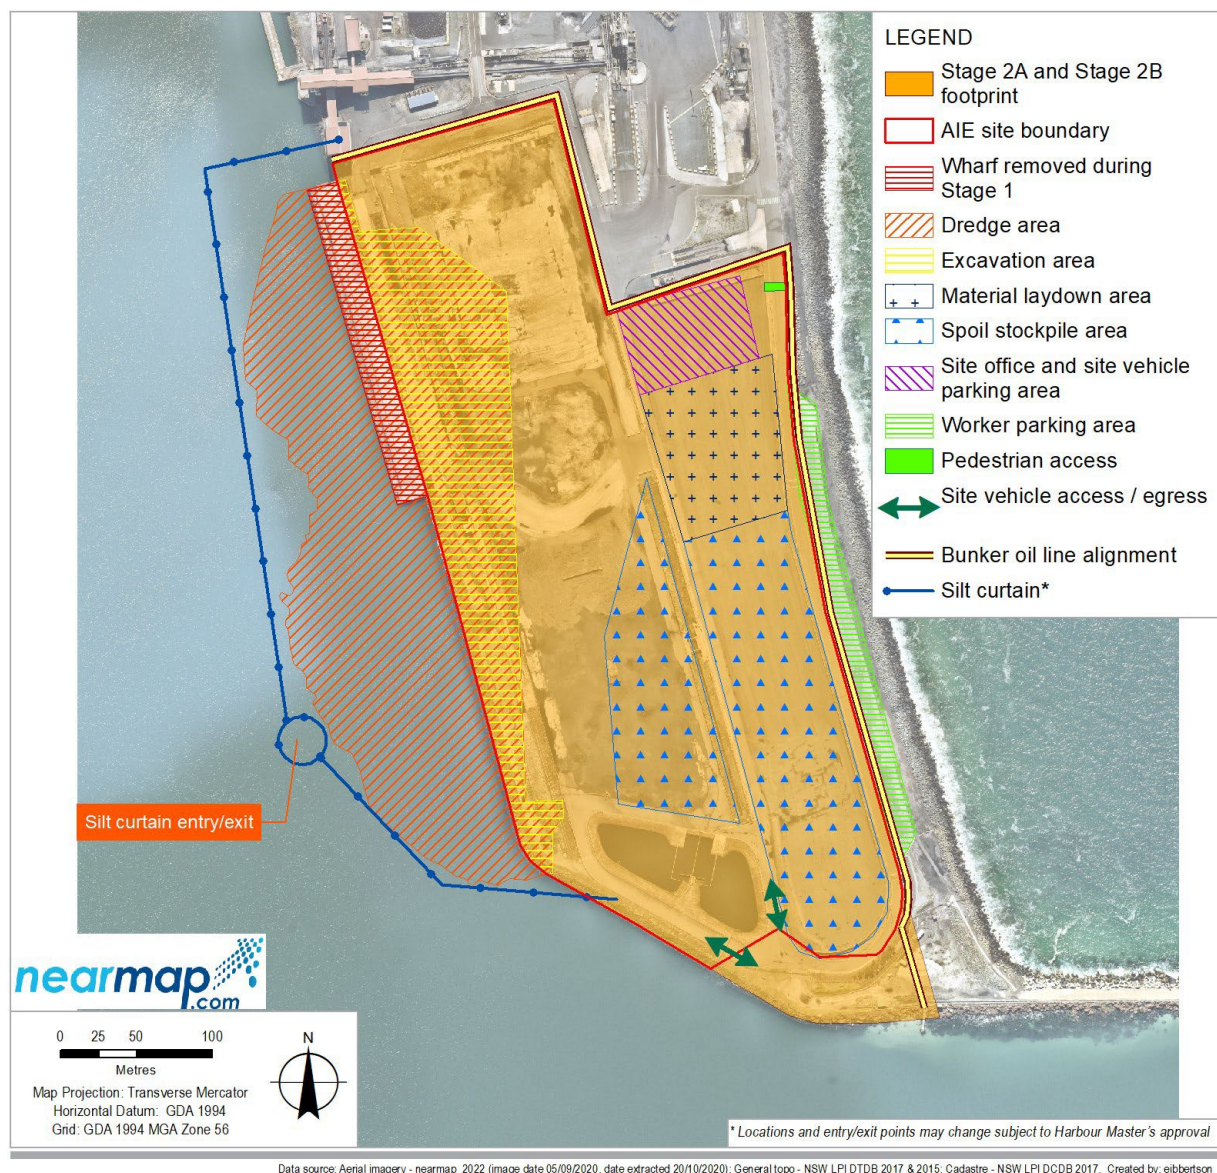 LEGEND
Stage 2A and Stage 2B
footprint
AIE site boundary
Wharf removed during
Stage 1
Dredge area
Excavation area
Material laydown area
Spoil stockpile area
Site office and site vehicle
parking area
Worker parking area
Pedestrian access
Site vehicle access / egress
Bunker oil line alignment
Silt curtain*
Silt curtain entry/exit
nearmap
.com
0 25 50 100
Metres
Map Projection: Transverse Mercator
Horizontal Datum: GDA 1994
Grid: GDA 1994 MGA Zone 56
N
* Locations and entry/exit points may change subject to Harbour Master's approval
Data source: Aerial imagery - nearmap 2022 (image date 05/09/2020, date extracted 20/10/2020); General topo - NSW LPI DTDB 2017 & 2015; Cadastre - NSW LPI DCDB 2017. Created by: eibbertson